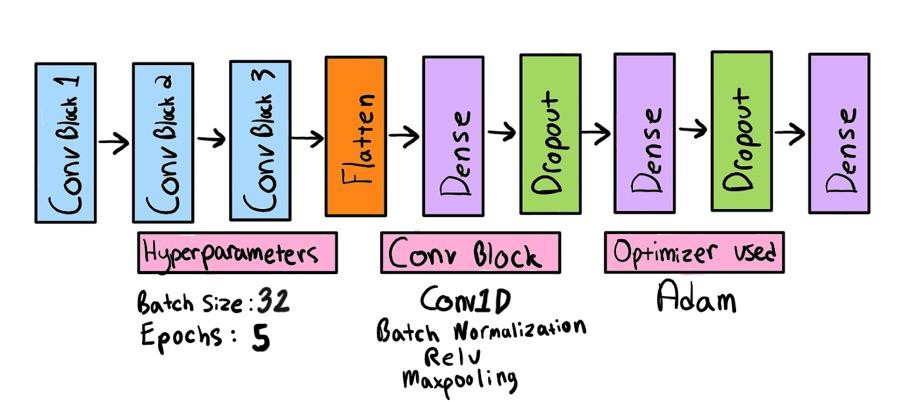 Conv Block 1
Conv Block 2
Conv Block 3
Flatten
Dense
Dropout
Dense
Dropout
Dense
Hyperparameters
Batch Size: 32
Epochs: 5
Conv Block
Conv1D
Batch Normalization
Relu
Maxpooling
Optimizer used
Adam